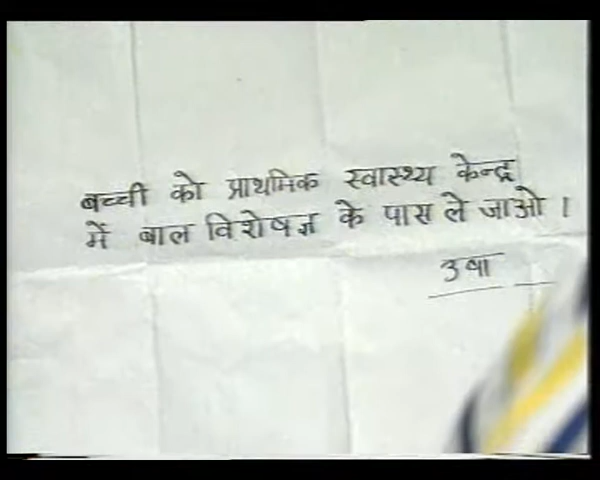 बच्ची को प्राथमिक स्वास्थ्य केन्द्र
में बाल विशेषज्ञ के पास ले जाओ ।
उषा